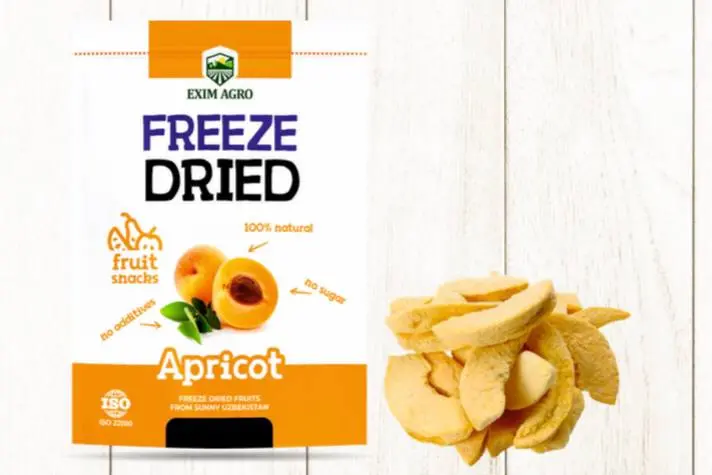 EXIM AGRO
FREEZE
DRIED
100% natural
fruit
snacks
no sugar
no additives
Apricot
ISO
ISO 22000
FREEZE DRIED FRUITS
FROM SUNNY UZBEKISTAN